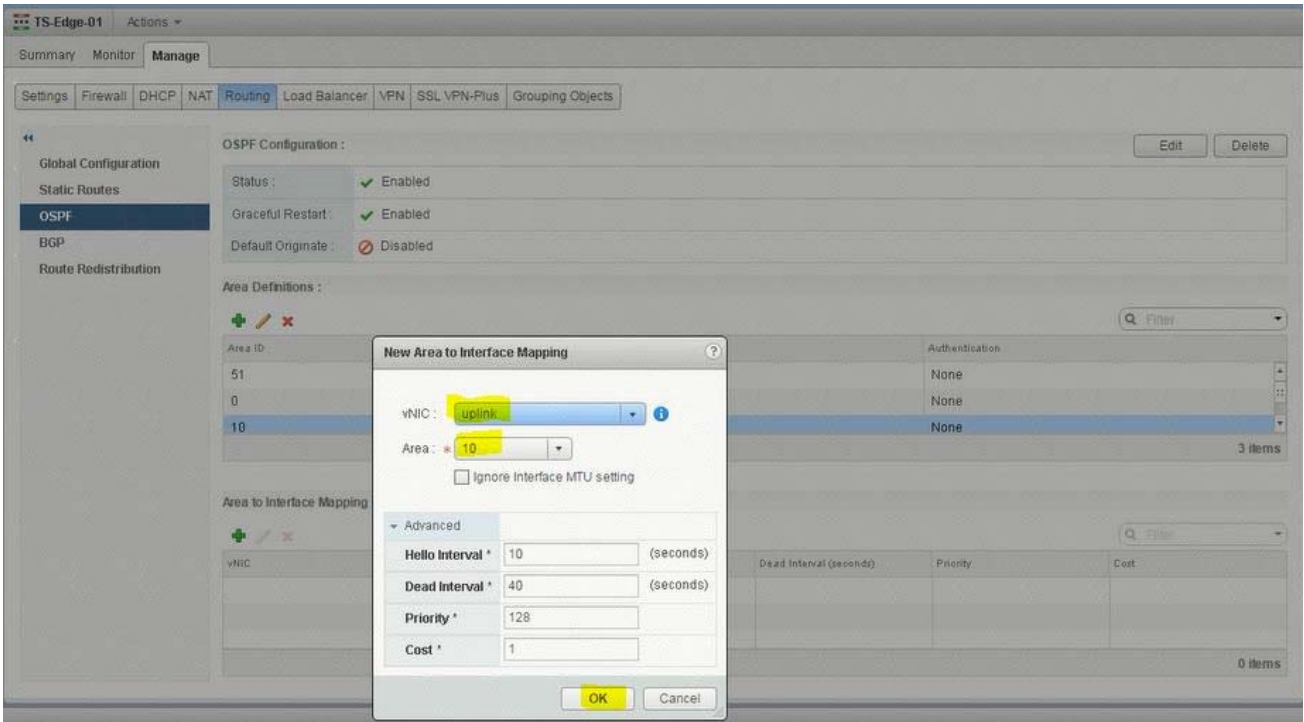 TS-Edge-01 Actions
Summary Monitor Manage
Settings Firewall DHCP NAT Routing Load Balancer VPN SSL VPN-Plus Grouping Objects
Global Configuration
Static Routes
OSPF
BGP
Route Redistribution
OSPF Configuration :
Edit Delete
Status : Enabled
Graceful Restart : Enabled
Default Originate : Disabled
Area Definitions :
Filter
Area ID Authentication
51 None
0 None
10 None
3 items
Area to Interface Mapping
Filter
vNIC Dead Interval (seconds) Priority Cost
0 items
New Area to Interface Mapping ?
vNIC : uplink
Area : * 10
Ignore Interface MTU setting
Advanced
Hello Interval * 10 (seconds)
Dead Interval * 40 (seconds)
Priority * 128
Cost * 1
OK Cancel